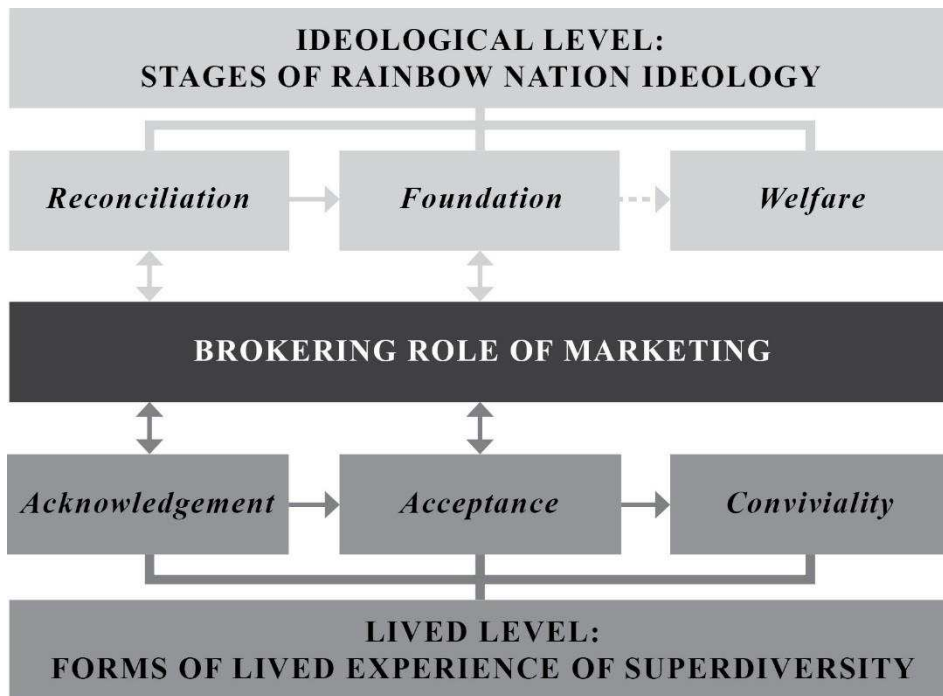 IDEOLOGICAL LEVEL:
STAGES OF RAINBOW NATION IDEOLOGY
Reconciliation
Foundation
Welfare
BROKERING ROLE OF MARKETING
Acknowledgement
Acceptance
Conviviality
LIVED LEVEL:
FORMS OF LIVED EXPERIENCE OF SUPERDIVERSITY